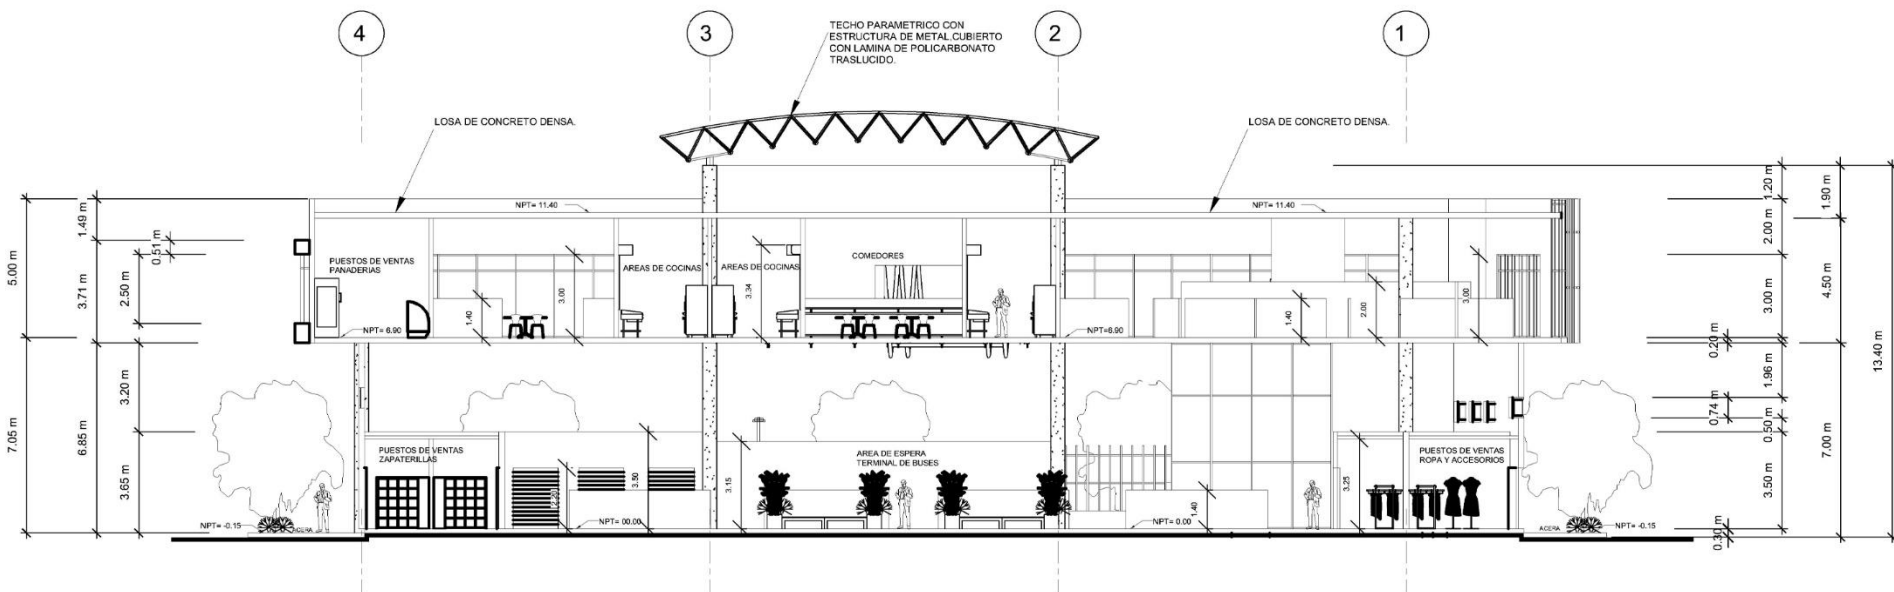 4
3
2
1
TECHO PARAMETRICO CON
ESTRUCTURA DE METAL,CUBIERTO
CON LAMINA DE POLICARBONATO
TRASLUCIDO.
LOSA DE CONCRETO DENSA.
LOSA DE CONCRETO DENSA.
NPT= 11.40
NPT= 11.40
5.00 m
7.05 m
1.49 m
3.71 m
6.85 m
0.51 m
2.50 m
3.20 m
3.65 m
PUESTOS DE VENTAS
PANADERIAS
NPT= 6.90
1.40
3.00
AREAS DE COCINAS
AREAS DE COCINAS
3.34
COMEDORES
NPT=6.90
1.40
2.00
3.00
PUESTOS DE VENTAS
ZAPATERILLAS
2.20
3.50
3.15
NPT= 00.00
AREA DE ESPERA
TERMINAL DE BUSES
NPT= 0.00
1.40
3.25
PUESTOS DE VENTAS
ROPA Y ACCESORIOS
NPT= -0.15
ACERA
ACERA
NPT= -0.15
1.20 m
2.00 m
3.00 m
0.20 m
1.96 m
0.74 m
0.50 m
3.50 m
0.30 m
1.90 m
4.50 m
7.00 m
13.40 m